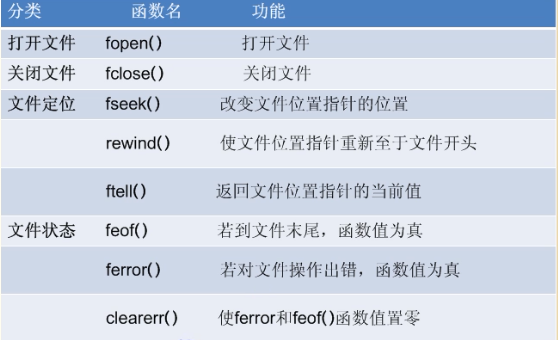 分类 函数名 功能
打开文件 fopen() 打开文件
关闭文件 fclose() 关闭文件
文件定位 fseek() 改变文件位置指针的位置
rewind() 使文件位置指针重新至于文件开头
ftell() 返回文件位置指针的当前值
文件状态 feof() 若到文件末尾，函数值为真
ferror() 若对文件操作出错，函数值为真
clearerr() 使ferror和feof()函数值置零